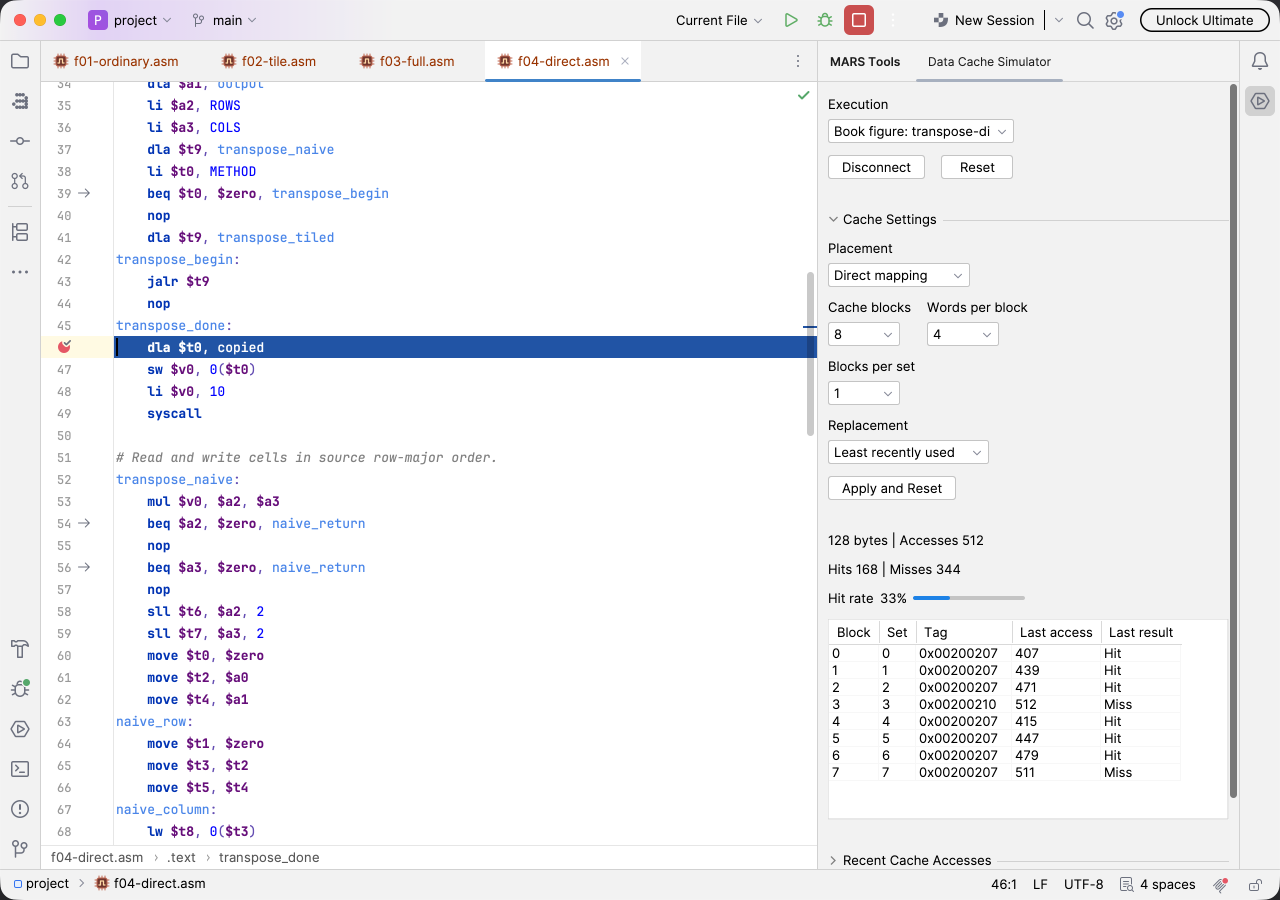 P project main Current File New Session Unlock Ultimate
f01-ordinary.asm f02-tile.asm f03-full.asm f04-direct.asm
34 dla $a1, output
35 li $a2, ROWS
36 li $a3, COLS
37 dla $t9, transpose_naive
38 li $t0, METHOD
39 beq $t0, $zero, transpose_begin
40 nop
41 dla $t9, transpose_tiled
42 transpose_begin:
43 jalr $t9
44 nop
45 transpose_done:
dla $t0, copied
47 sw $v0, 0($t0)
48 li $v0, 10
49 syscall
50
51 # Read and write cells in source row-major order.
52 transpose_naive:
53 mul $v0, $a2, $a3
54 beq $a2, $zero, naive_return
55 nop
56 beq $a3, $zero, naive_return
57 nop
58 sll $t6, $a2, 2
59 sll $t7, $a3, 2
60 move $t0, $zero
61 move $t2, $a0
62 move $t4, $a1
63 naive_row:
64 move $t1, $zero
65 move $t3, $t2
66 move $t5, $t4
67 naive_column:
68 lw $t8, 0($t3)
f04-direct.asm › .text › transpose_done
MARS Tools Data Cache Simulator
Execution
Book figure: transpose-di
Disconnect Reset
Cache Settings
Placement
Direct mapping
Cache blocks Words per block
8 4
Blocks per set
1
Replacement
Least recently used
Apply and Reset
128 bytes | Accesses 512
Hits 168 | Misses 344
Hit rate 33%
Block Set Tag Last access Last result
0 0 0x00200207 407 Hit
1 1 0x00200207 439 Hit
2 2 0x00200207 471 Hit
3 3 0x00200210 512 Miss
4 4 0x00200207 415 Hit
5 5 0x00200207 447 Hit
6 6 0x00200207 479 Hit
7 7 0x00200207 511 Miss
Recent Cache Accesses
project › f04-direct.asm 46:1 LF UTF-8 4 spaces